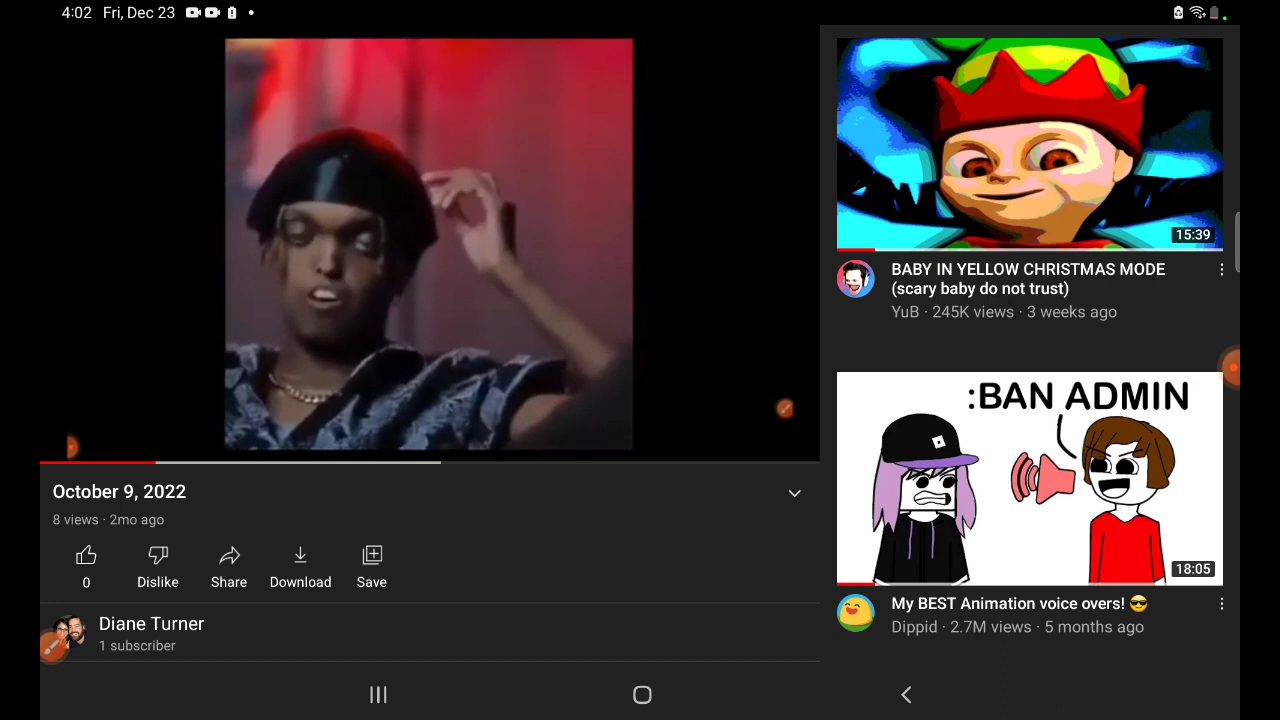 4:02 Fri, Dec 23
15:39
BABY IN YELLOW CHRISTMAS MODE
(scary baby do not trust)
YuB · 245K views · 3 weeks ago
:BAN ADMIN
18:05
My BEST Animation voice overs! 😎
Dippid · 2.7M views · 5 months ago
October 9, 2022
8 views · 2mo ago
0 Dislike Share Download Save
Diane Turner
1 subscriber